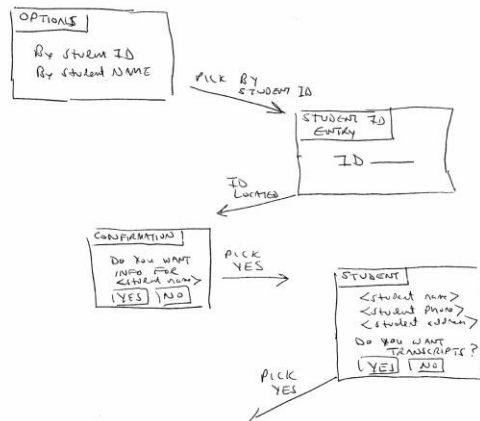 OPTIONS
By Student ID
By Student NAME
PICK BY
STUDENT ID
STUDENT ID
ENTRY
ID
ID
LOCATED
CONFIRMATION
DO YOU WANT
INFO FOR
<student name>
YES NO
PICK
YES
STUDENT
<student name>
<student phone>
<student address>
DO YOU WANT
TRANSCRIPTS?
YES NO
PICK
YES